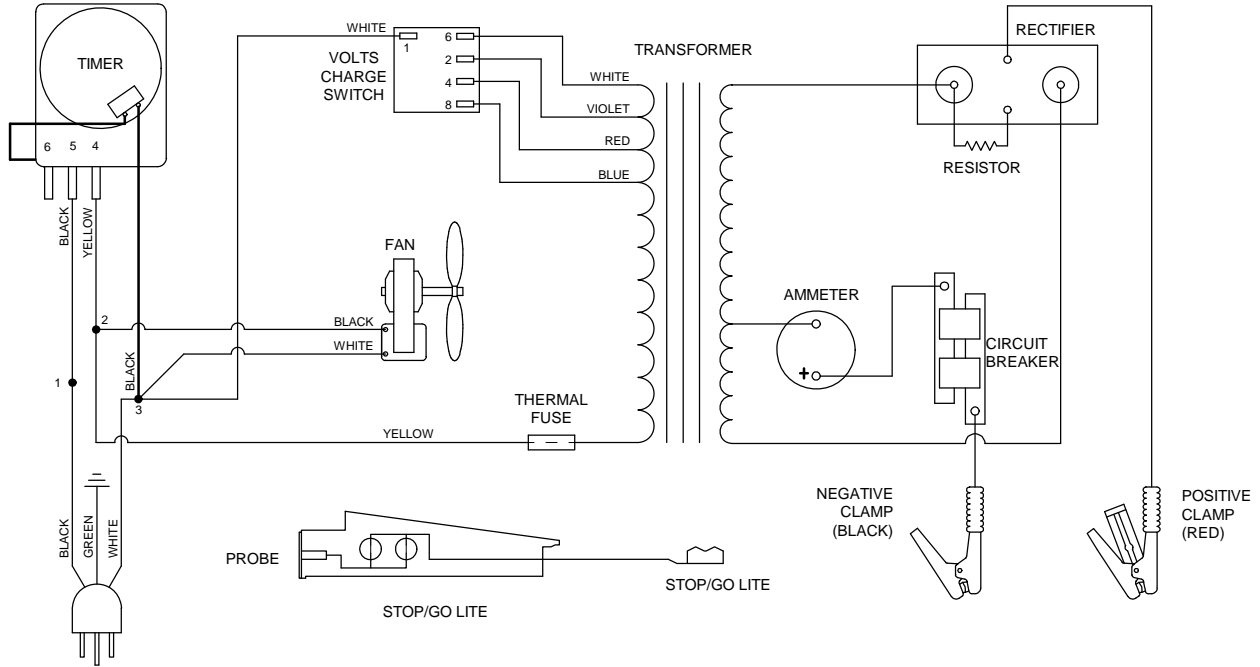 TIMER
6 5 4
BLACK
YELLOW
1
2
BLACK
3
BLACK
GREEN
WHITE
WHITE
1
6
2
4
8
VOLTS
CHARGE
SWITCH
TRANSFORMER
WHITE
VIOLET
RED
BLUE
FAN
BLACK
WHITE
THERMAL
FUSE
YELLOW
RECTIFIER
RESISTOR
AMMETER
+
CIRCUIT
BREAKER
NEGATIVE
CLAMP
(BLACK)
POSITIVE
CLAMP
(RED)
PROBE
STOP/GO LITE
STOP/GO LITE